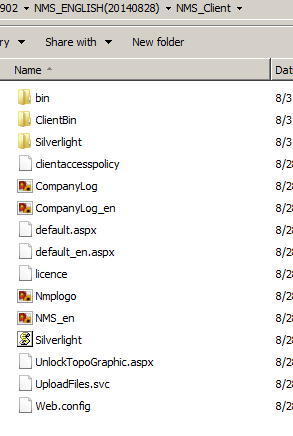 902 NMS_ENGLISH(20140828) NMS_Client
ry Share with New folder
Name Dat
bin 8/3
ClientBin 8/3
Silverlight 8/3
clientaccesspolicy 8/28
CompanyLog 8/28
CompanyLog_en 8/28
default.aspx 8/28
default_en.aspx 8/28
licence 8/28
Nmplogo 8/28
NMS_en 8/28
Silverlight 8/28
UnlockTopoGraphic.aspx 8/28
UploadFiles.svc 8/28
Web.config 8/28